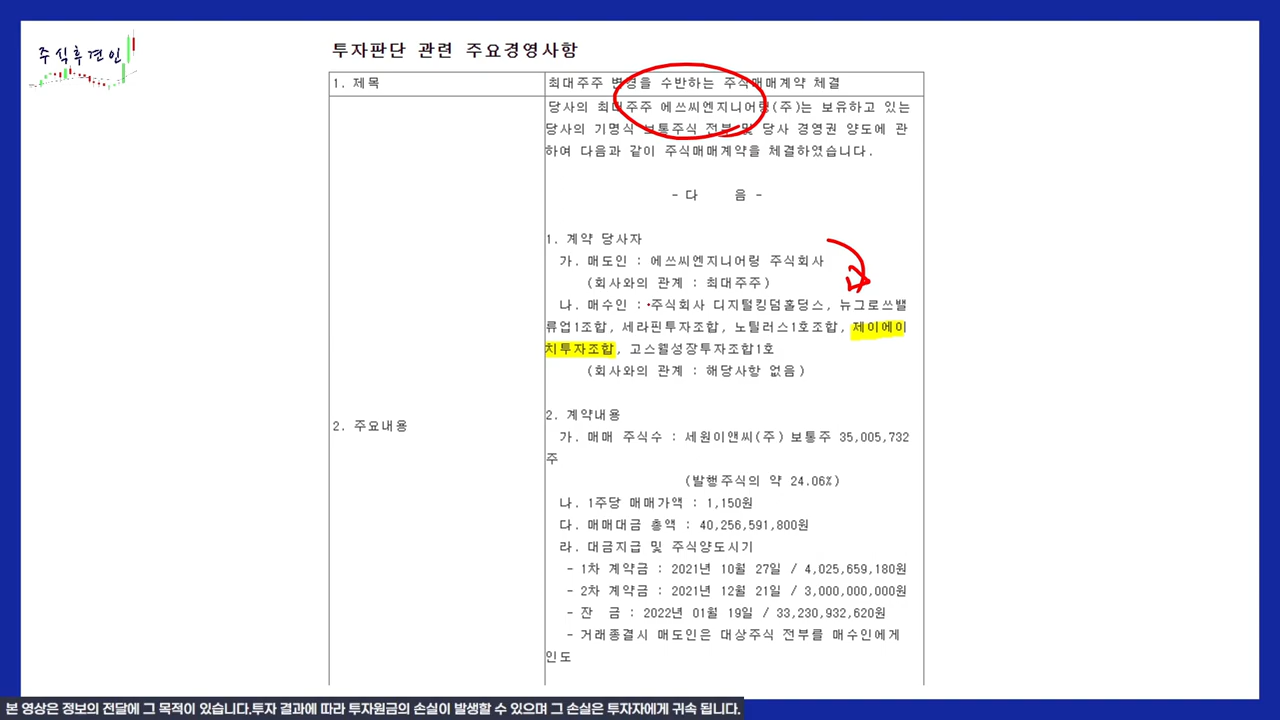 주식후견인
투자판단 관련 주요경영사항
1. 제목
최대주주 변경을 수반하는 주식매매계약 체결
당사의 최대주주 에쓰씨엔지니어링(주)는 보유하고 있는
당사의 기명식 보통주식 전부 및 당사 경영권 양도에 관
하여 다음과 같이 주식매매계약을 체결하였습니다.
- 다 음 -
1. 계약 당사자
가. 매도인 : 에쓰씨엔지니어링 주식회사
(회사와의 관계 : 최대주주)
나. 매수인 : 주식회사 디지털킹덤홀딩스, 뉴그로쓰밸
류업1조합, 세라핀투자조합, 노틸러스1호조합, 제이에이
치투자조합, 고스웰성장투자조합1호
(회사와의 관계 : 해당사항 없음)
2. 주요내용
2. 계약내용
가. 매매 주식수 : 세원이앤씨(주) 보통주 35,005,732
주
(발행주식의 약 24.06%)
나. 1주당 매매가액 : 1,150원
다. 매매대금 총액 : 40,256,591,800원
라. 대금지급 및 주식양도시기
- 1차 계약금 : 2021년 10월 27일 / 4,025,659,180원
- 2차 계약금 : 2021년 12월 21일 / 3,000,000,000원
- 잔 금 : 2022년 01월 19일 / 33,230,932,620원
- 거래종결시 매도인은 대상주식 전부를 매수인에게
인도
본 영상은 정보의 전달에 그 목적이 있습니다.투자 결과에 따라 투자원금의 손실이 발생할 수 있으며 그 손실은 투자자에게 귀속 됩니다.